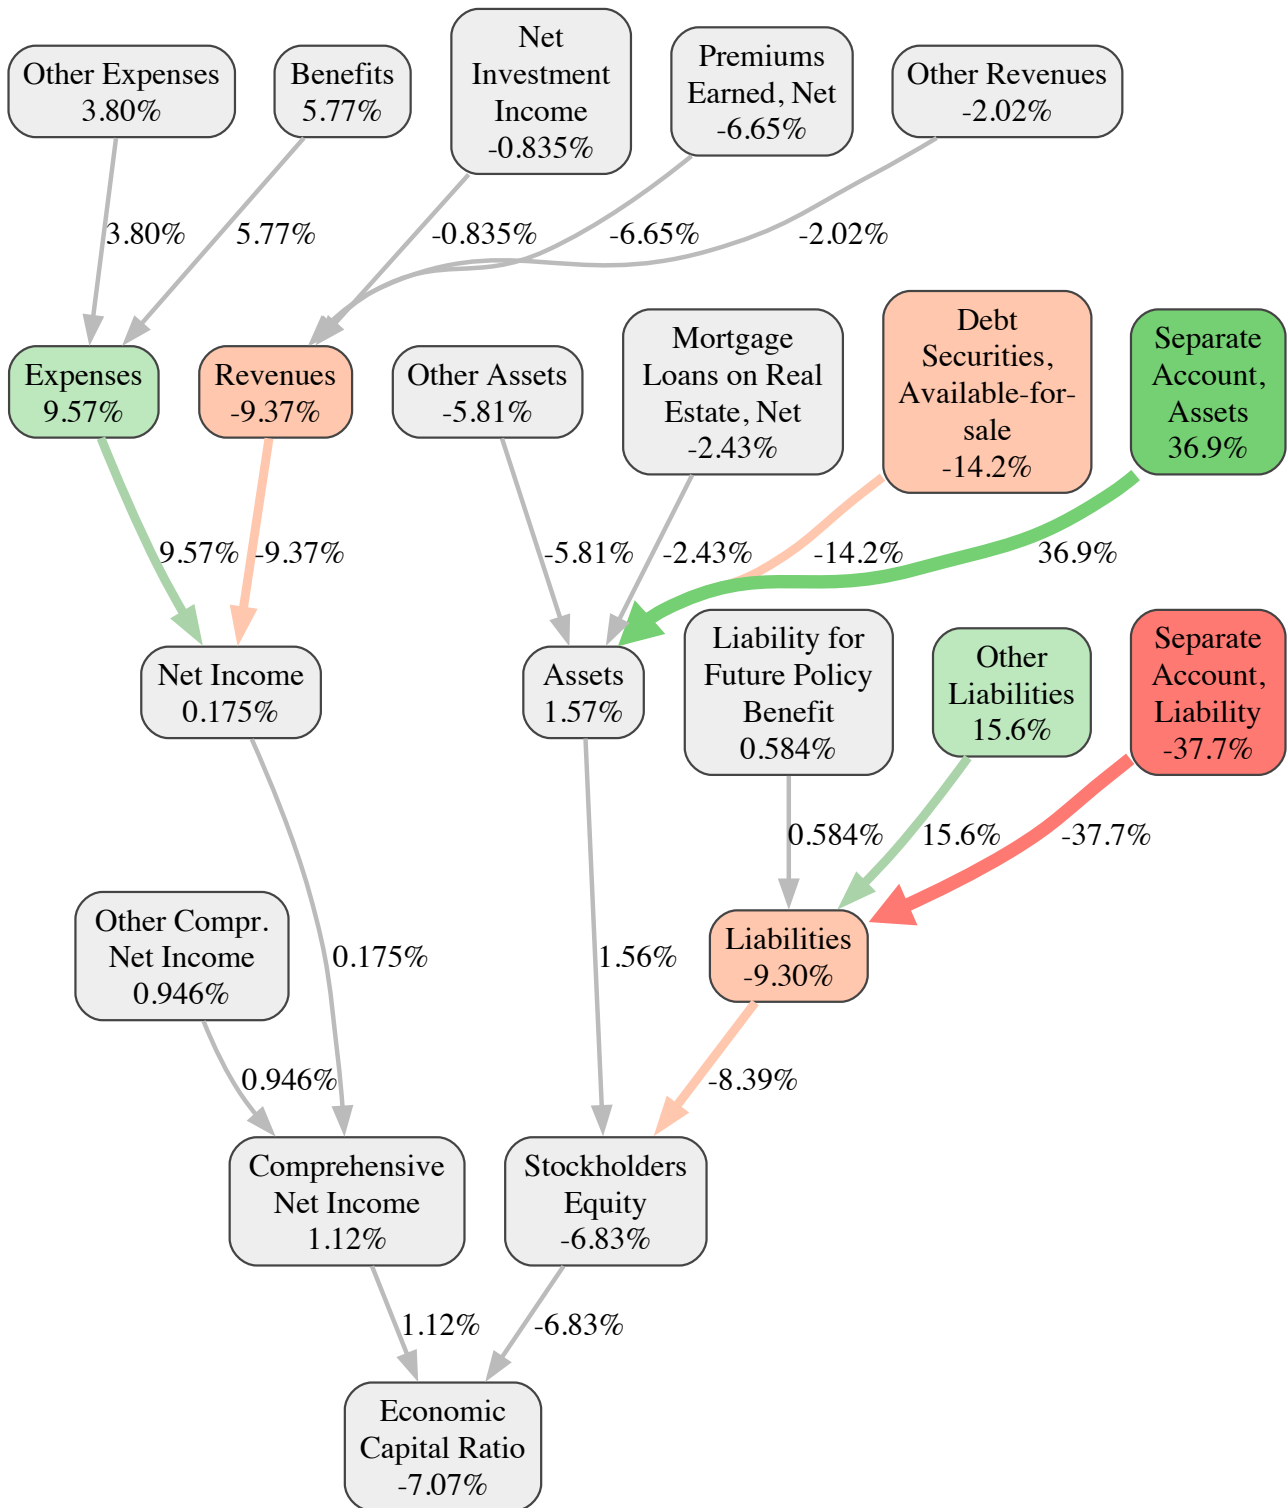 Other Expenses
3.80%
Benefits
5.77%
Net
Investment
Income
-0.835%
Premiums
Earned, Net
-6.65%
Other Revenues
-2.02%
3.80%
5.77%
-0.835%
-6.65%
-2.02%
Expenses
9.57%
Revenues
-9.37%
Other Assets
-5.81%
Mortgage
Loans on Real
Estate, Net
-2.43%
Debt
Securities,
Available-for-
sale
-14.2%
Separate
Account,
Assets
36.9%
9.57%
-9.37%
-5.81%
-2.43%
-14.2%
36.9%
Net Income
0.175%
Assets
1.57%
Liability for
Future Policy
Benefit
0.584%
Other
Liabilities
15.6%
Separate
Account,
Liability
-37.7%
0.584%
15.6%
-37.7%
Other Compr.
Net Income
0.946%
0.175%
1.56%
Liabilities
-9.30%
0.946%
-8.39%
Comprehensive
Net Income
1.12%
Stockholders
Equity
-6.83%
1.12%
-6.83%
Economic
Capital Ratio
-7.07%